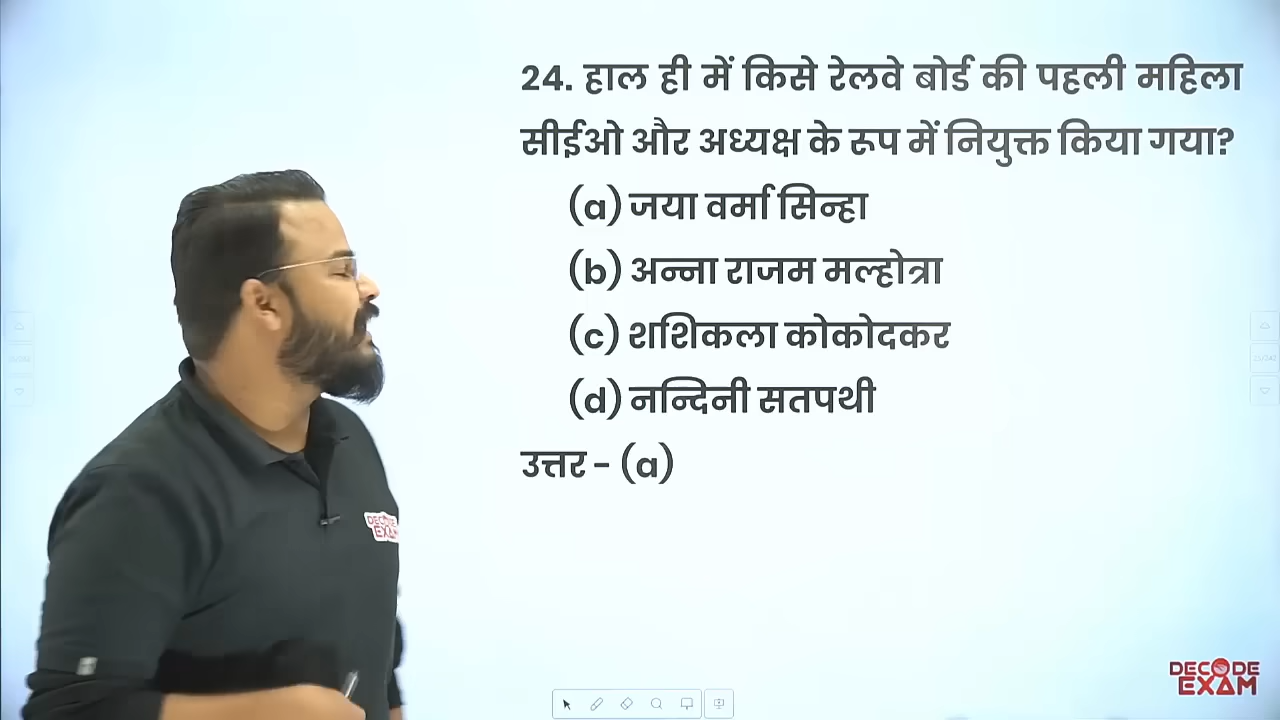 24. हाल ही में किसे रेलवे बोर्ड की पहली महिला
सीईओ और अध्यक्ष के रूप में नियुक्त किया गया?
(a) जया वर्मा सिन्हा
(b) अन्ना राजम मल्होत्रा
(c) शशिकला कोकोदकर
(d) नन्दिनी सतपथी
उत्तर - (a)
DECODE
EXAM
DECODE
EXAM